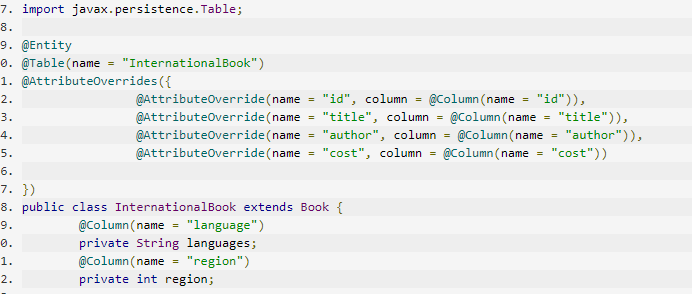 7. import javax.persistence.Table;
8.
9. @Entity
0. @Table(name = "InternationalBook")
1. @AttributeOverrides({
2. @AttributeOverride(name = "id", column = @Column(name = "id")),
3. @AttributeOverride(name = "title", column = @Column(name = "title")),
4. @AttributeOverride(name = "author", column = @Column(name = "author")),
5. @AttributeOverride(name = "cost", column = @Column(name = "cost"))
6.
7. })
8. public class InternationalBook extends Book {
9. @Column(name = "language")
0. private String languages;
1. @Column(name = "region")
2. private int region;